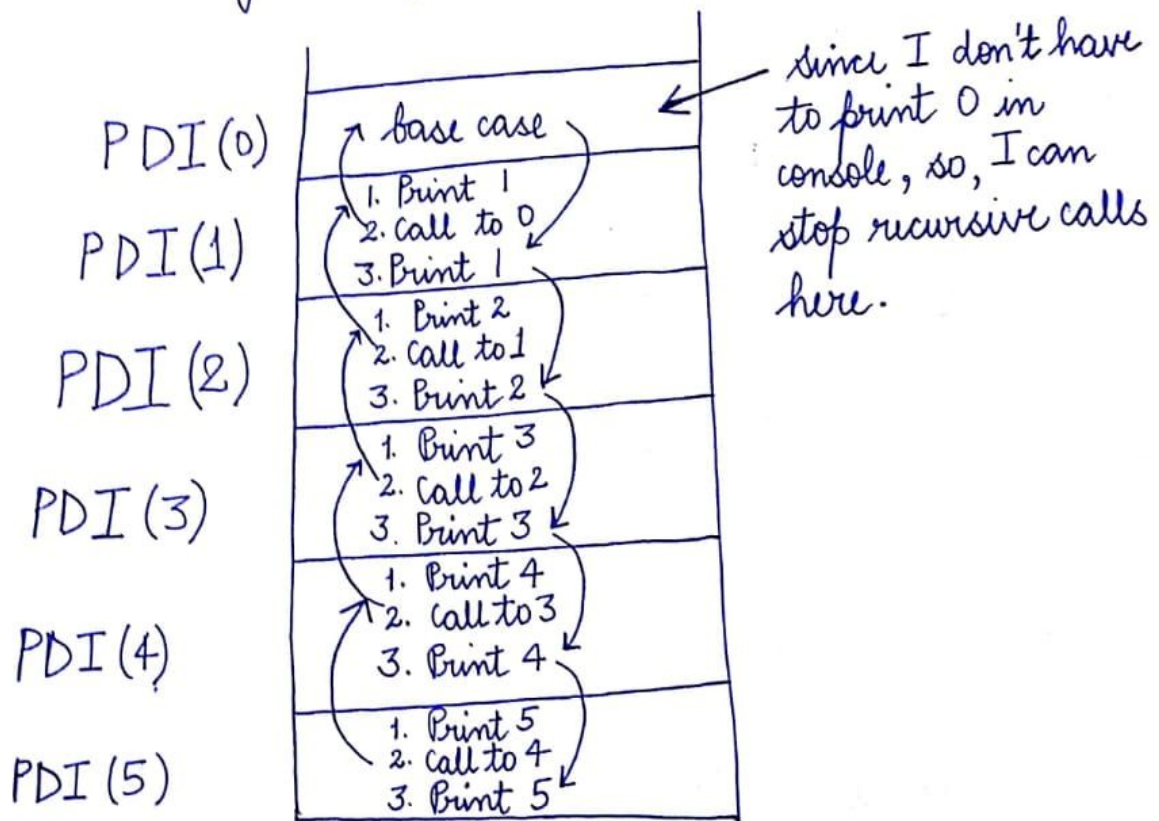 since I don't have
to print 0 in
console, so, I can
stop recursive calls
here.
PDI(0)
base case
PDI(1)
1. Print 1
2. Call to 0
3. Print 1
PDI(2)
1. Print 2
2. Call to 1
3. Print 2
PDI(3)
1. Print 3
2. Call to 2
3. Print 3
PDI(4)
1. Print 4
2. Call to 3
3. Print 4
PDI(5)
1. Print 5
2. Call to 4
3. Print 5